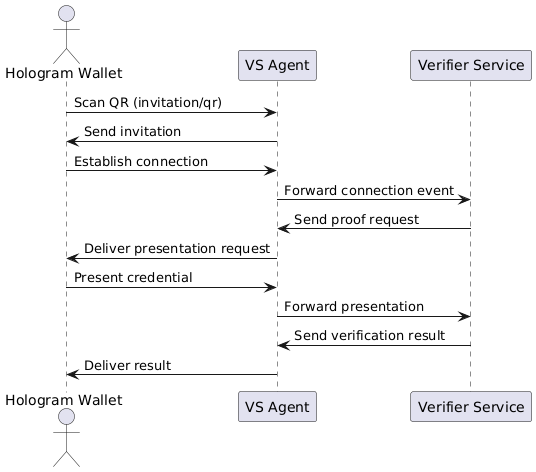 Hologram Wallet
VS Agent
Verifier Service
Scan QR (invitation/qr)
Send invitation
Establish connection
Forward connection event
Send proof request
Deliver presentation request
Present credential
Forward presentation
Send verification result
Deliver result
Hologram Wallet
VS Agent
Verifier Service